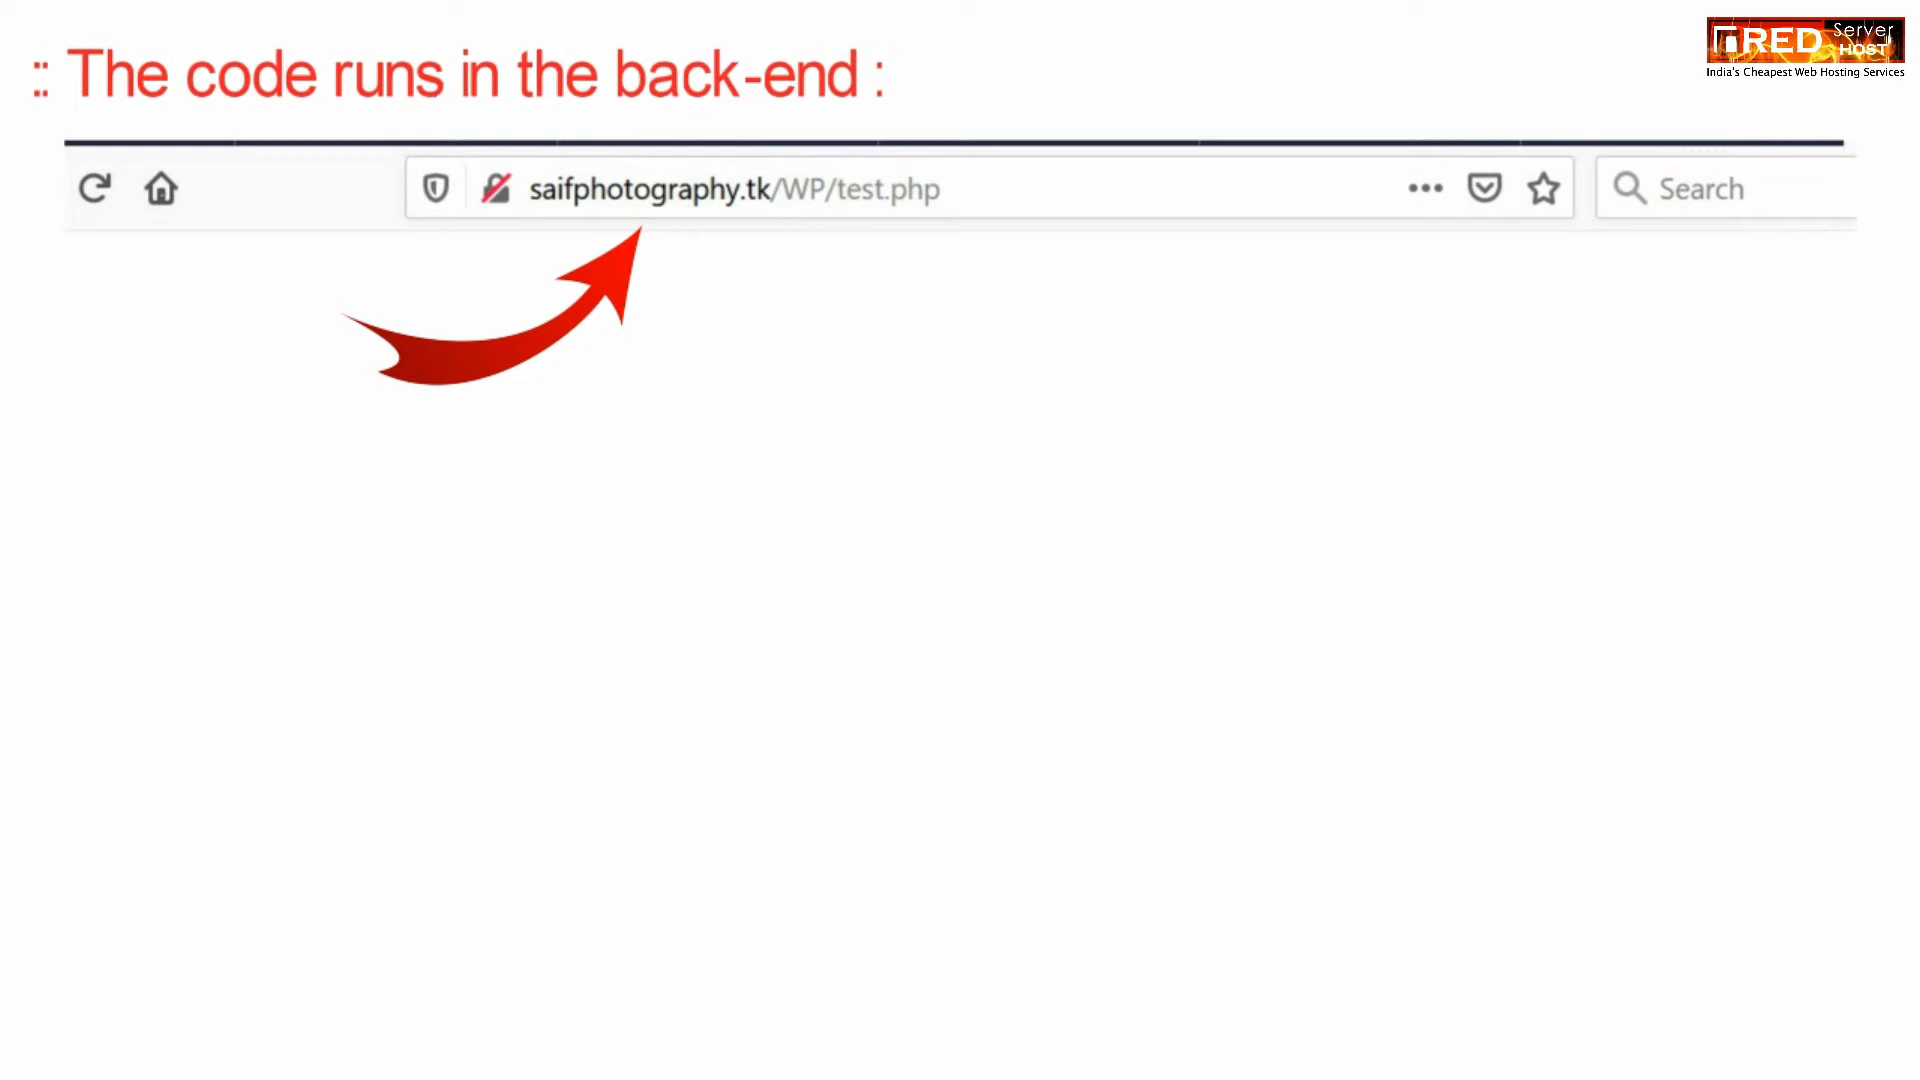 :: The code runs in the back-end :
RED Server HOST
India's Cheapest Web Hosting Services
saifphotography.tk/WP/test.php
Search